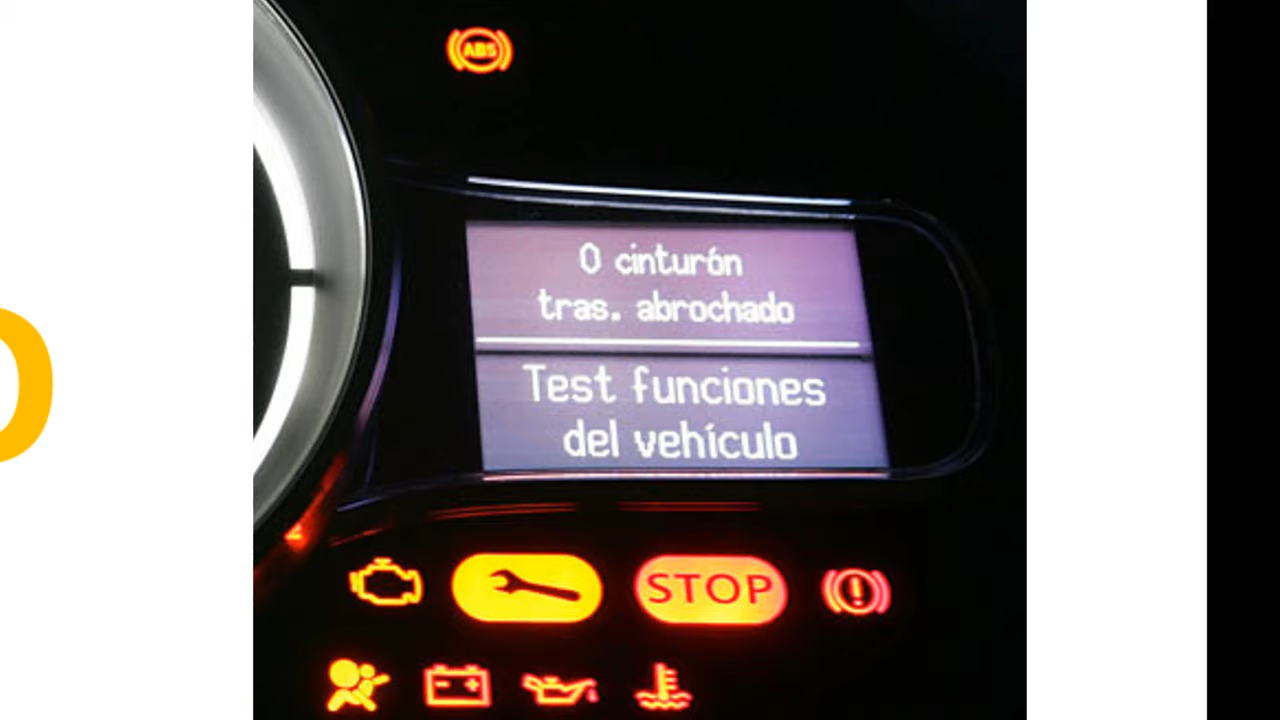 ABS
0 cinturón
tras. abrochado
Test funciones
del vehículo
STOP